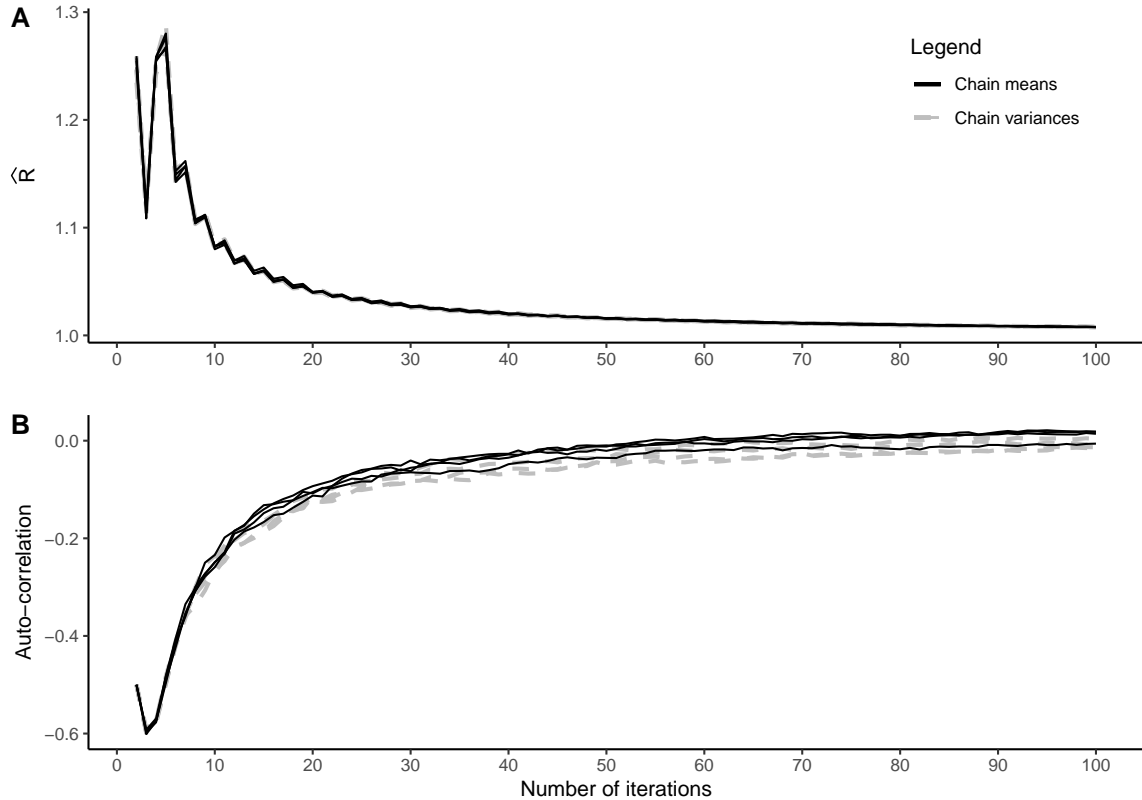 A
1.3
1.2
1.1
1.0
R̂
Legend
Chain means
Chain variances
0 10 20 30 40 50 60 70 80 90 100
B
0.0
−0.2
−0.4
−0.6
Auto−correlation
0 10 20 30 40 50 60 70 80 90 100
Number of iterations